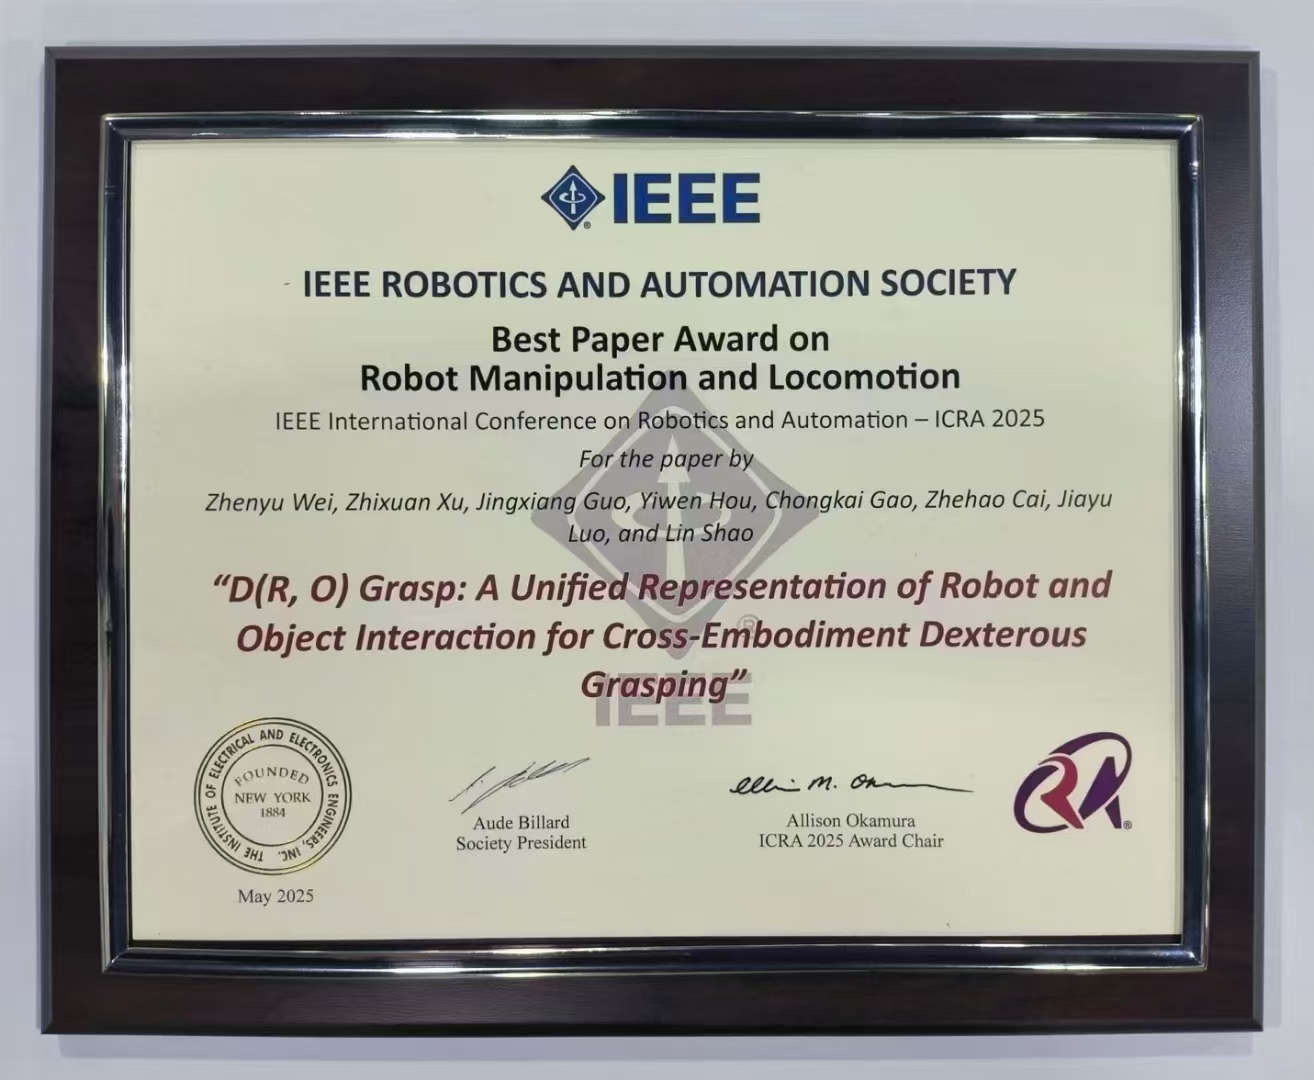 IEEE
IEEE ROBOTICS AND AUTOMATION SOCIETY
Best Paper Award on
Robot Manipulation and Locomotion
IEEE International Conference on Robotics and Automation – ICRA 2025
For the paper by
Zhenyu Wei, Zhixuan Xu, Jingxiang Guo, Yiwen Hou, Chongkai Gao, Zhehao Cai, Jiayu
Luo, and Lin Shao
“D(R, O) Grasp: A Unified Representation of Robot and
Object Interaction for Cross-Embodiment Dexterous
Grasping”
IEEE
THE INSTITUTE OF ELECTRICAL AND ELECTRONICS ENGINEERS, INC.
FOUNDED
NEW YORK
1884
May 2025
Aude Billard
Society President
Allison M. Okamura
Allison Okamura
ICRA 2025 Award Chair
RA